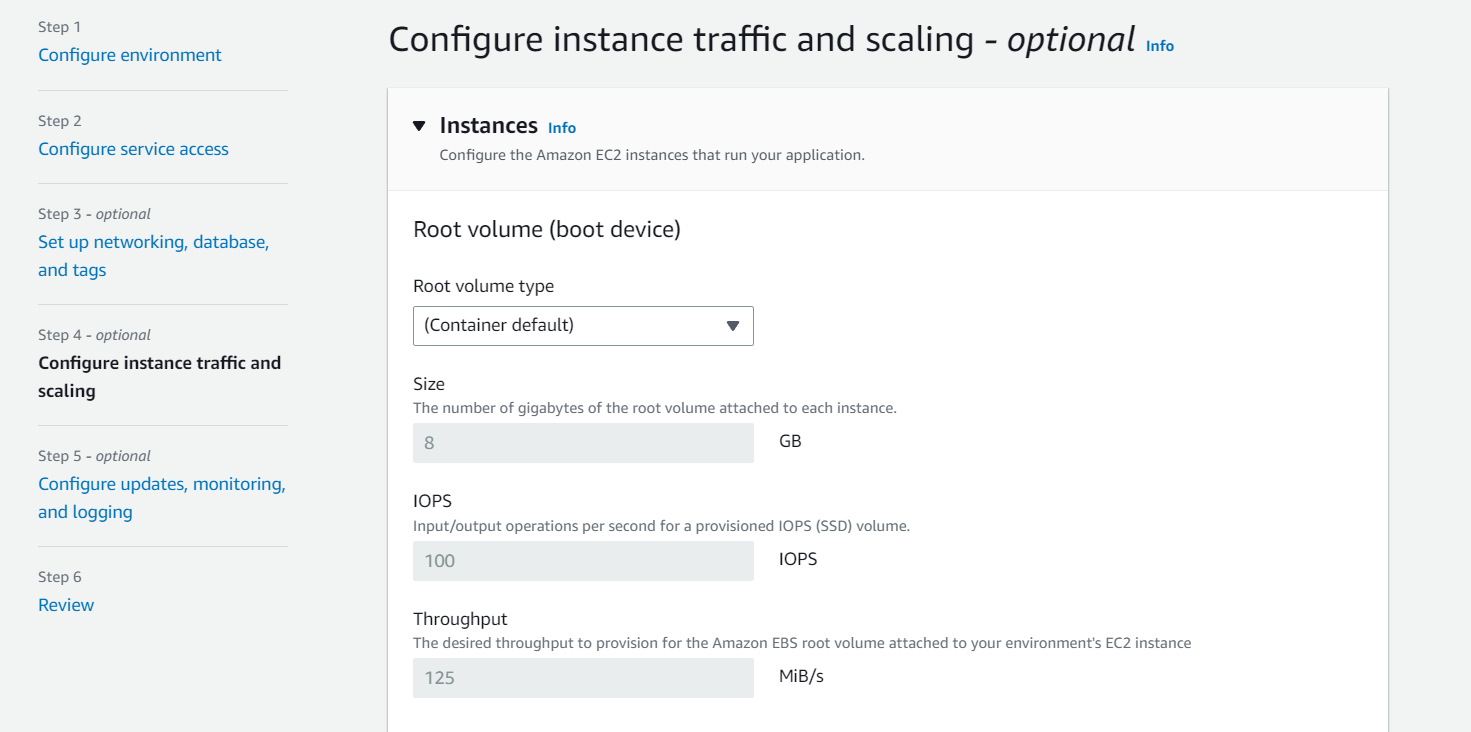 Step 1
Configure environment
Step 2
Configure service access
Step 3 - optional
Set up networking, database,
and tags
Step 4 - optional
Configure instance traffic and
scaling
Step 5 - optional
Configure updates, monitoring,
and logging
Step 6
Review
Configure instance traffic and scaling - optional Info
Instances Info
Configure the Amazon EC2 instances that run your application.
Root volume (boot device)
Root volume type
(Container default)
Size
The number of gigabytes of the root volume attached to each instance.
8 GB
IOPS
Input/output operations per second for a provisioned IOPS (SSD) volume.
100 IOPS
Throughput
The desired throughput to provision for the Amazon EBS root volume attached to your environment's EC2 instance
125 MiB/s